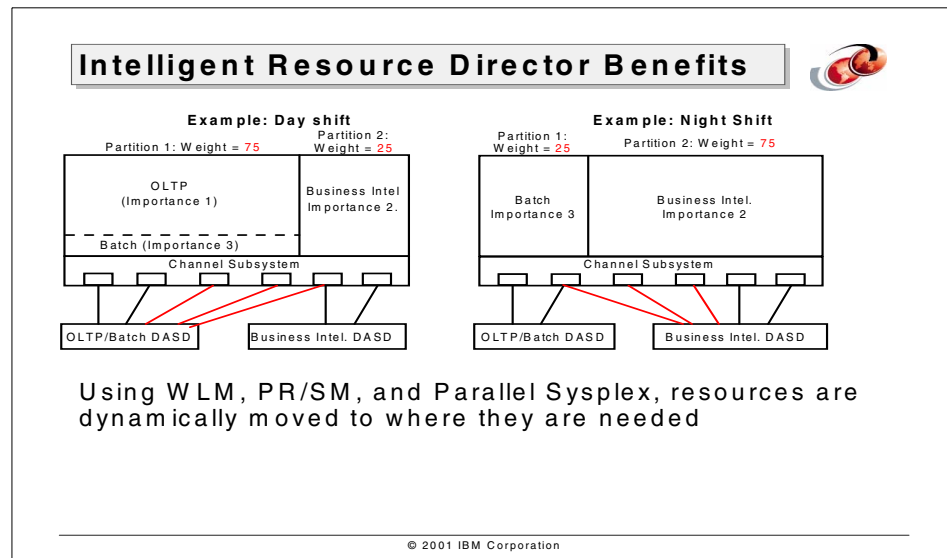 Intelligent Resource Director Benefits
Example: Day shift
Partition 1: Weight = 75
Partition 2:
Weight = 25
OLTP
(Importance 1)
Business Intel
Importance 2.
Batch (Importance 3)
Channel Subsystem
OLTP/Batch DASD
Business Intel. DASD
Example: Night Shift
Partition 1:
Weight = 25
Partition 2: Weight = 75
Batch
Importance 3
Business Intel.
Importance 2
Channel Subsystem
OLTP/Batch DASD
Business Intel. DASD
Using WLM, PR/SM, and Parallel Sysplex, resources are
dynamically moved to where they are needed
© 2001 IBM Corporation